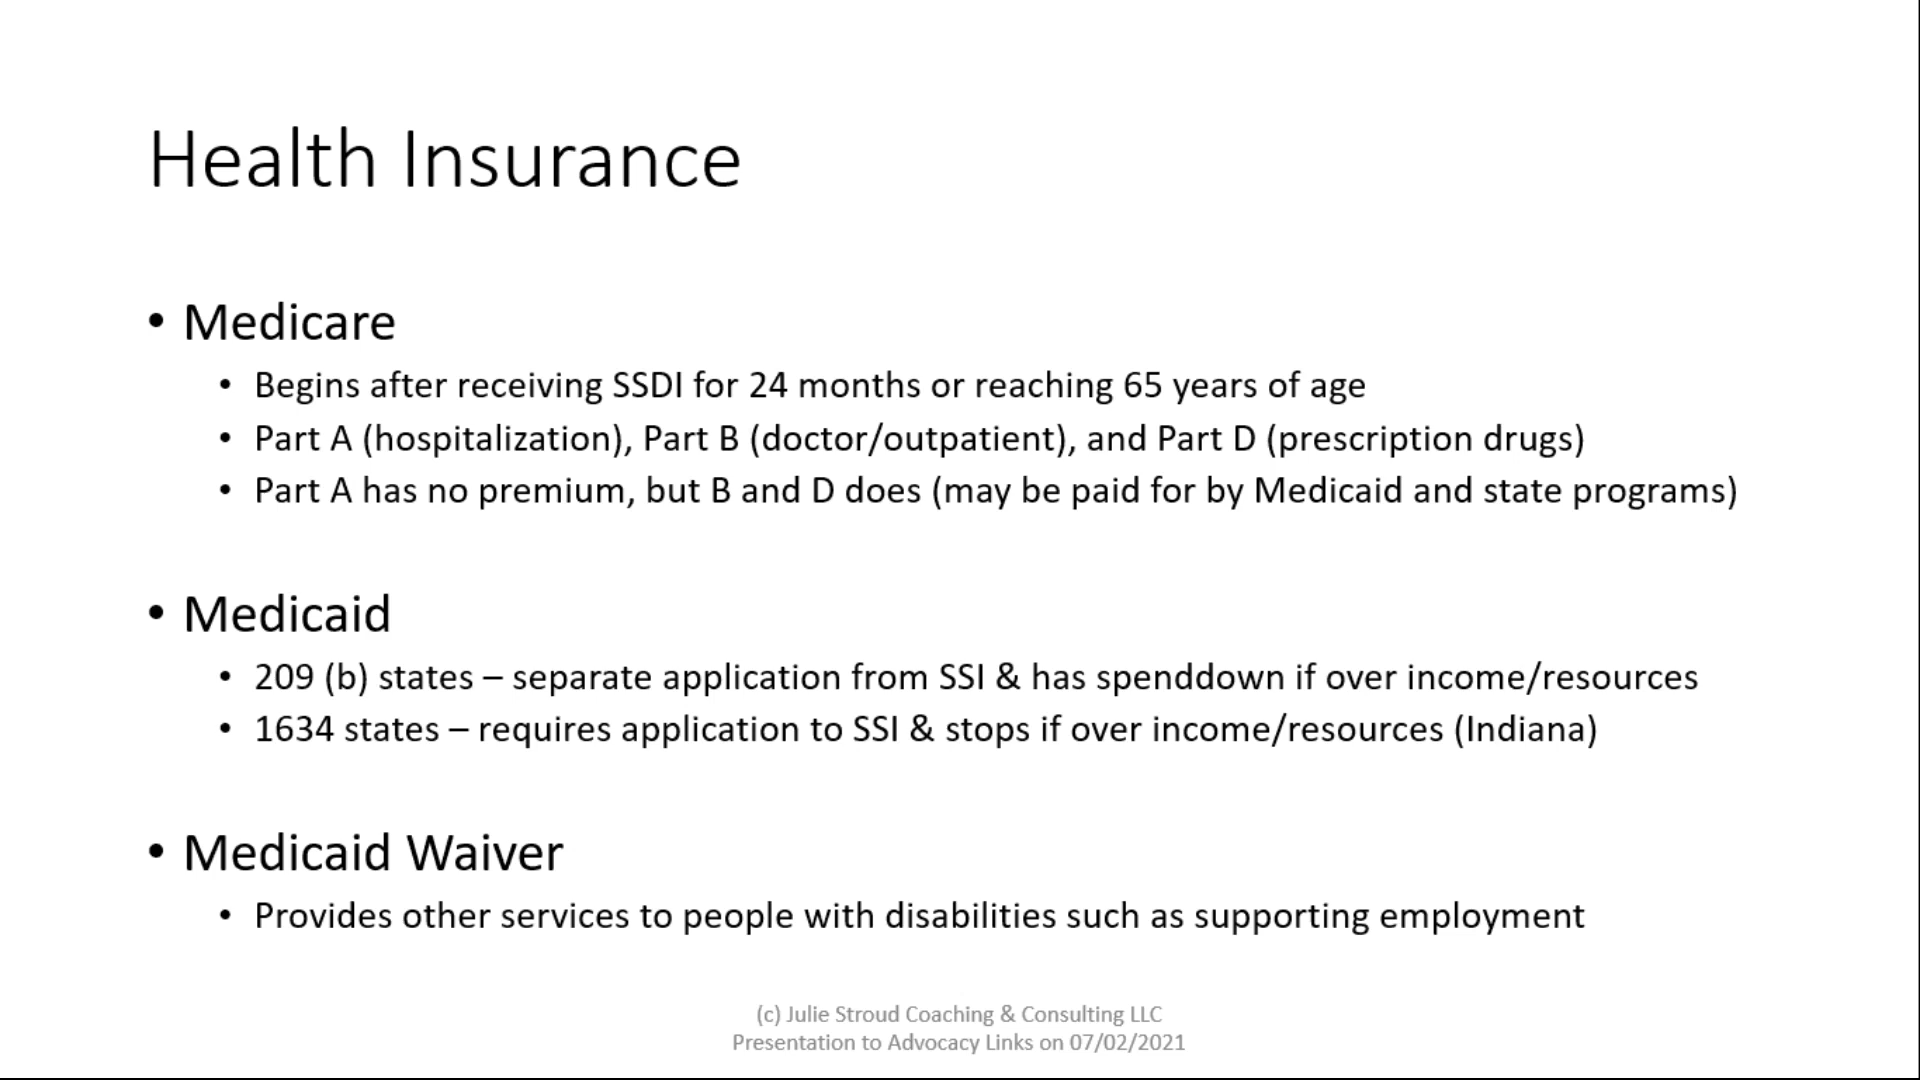 Health Insurance
• Medicare
• Begins after receiving SSDI for 24 months or reaching 65 years of age
• Part A (hospitalization), Part B (doctor/outpatient), and Part D (prescription drugs)
• Part A has no premium, but B and D does (may be paid for by Medicaid and state programs)
• Medicaid
• 209 (b) states – separate application from SSI & has spenddown if over income/resources
• 1634 states – requires application to SSI & stops if over income/resources (Indiana)
• Medicaid Waiver
• Provides other services to people with disabilities such as supporting employment
(c) Julie Stroud Coaching & Consulting LLC
Presentation to Advocacy Links on 07/02/2021